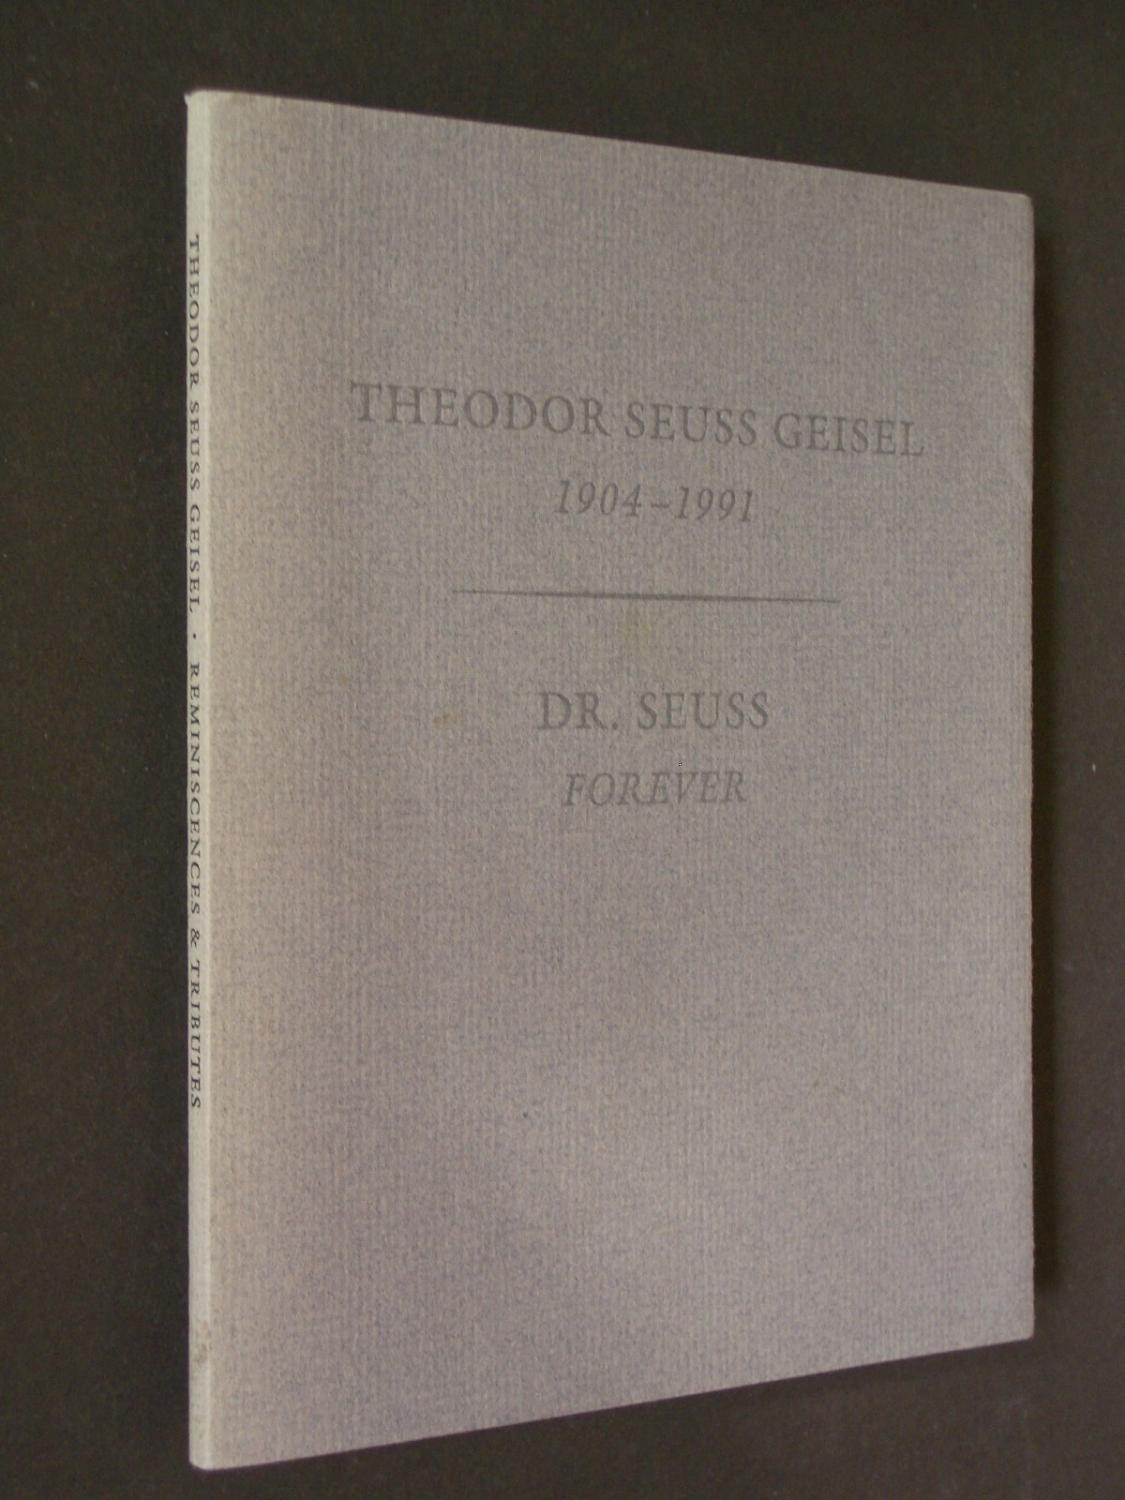 THEODOR SEUSS GEISEL
1904–1991
DR. SEUSS
FOREVER
THEODOR SEUSS GEISEL · REMINISCENCES & TRIBUTES